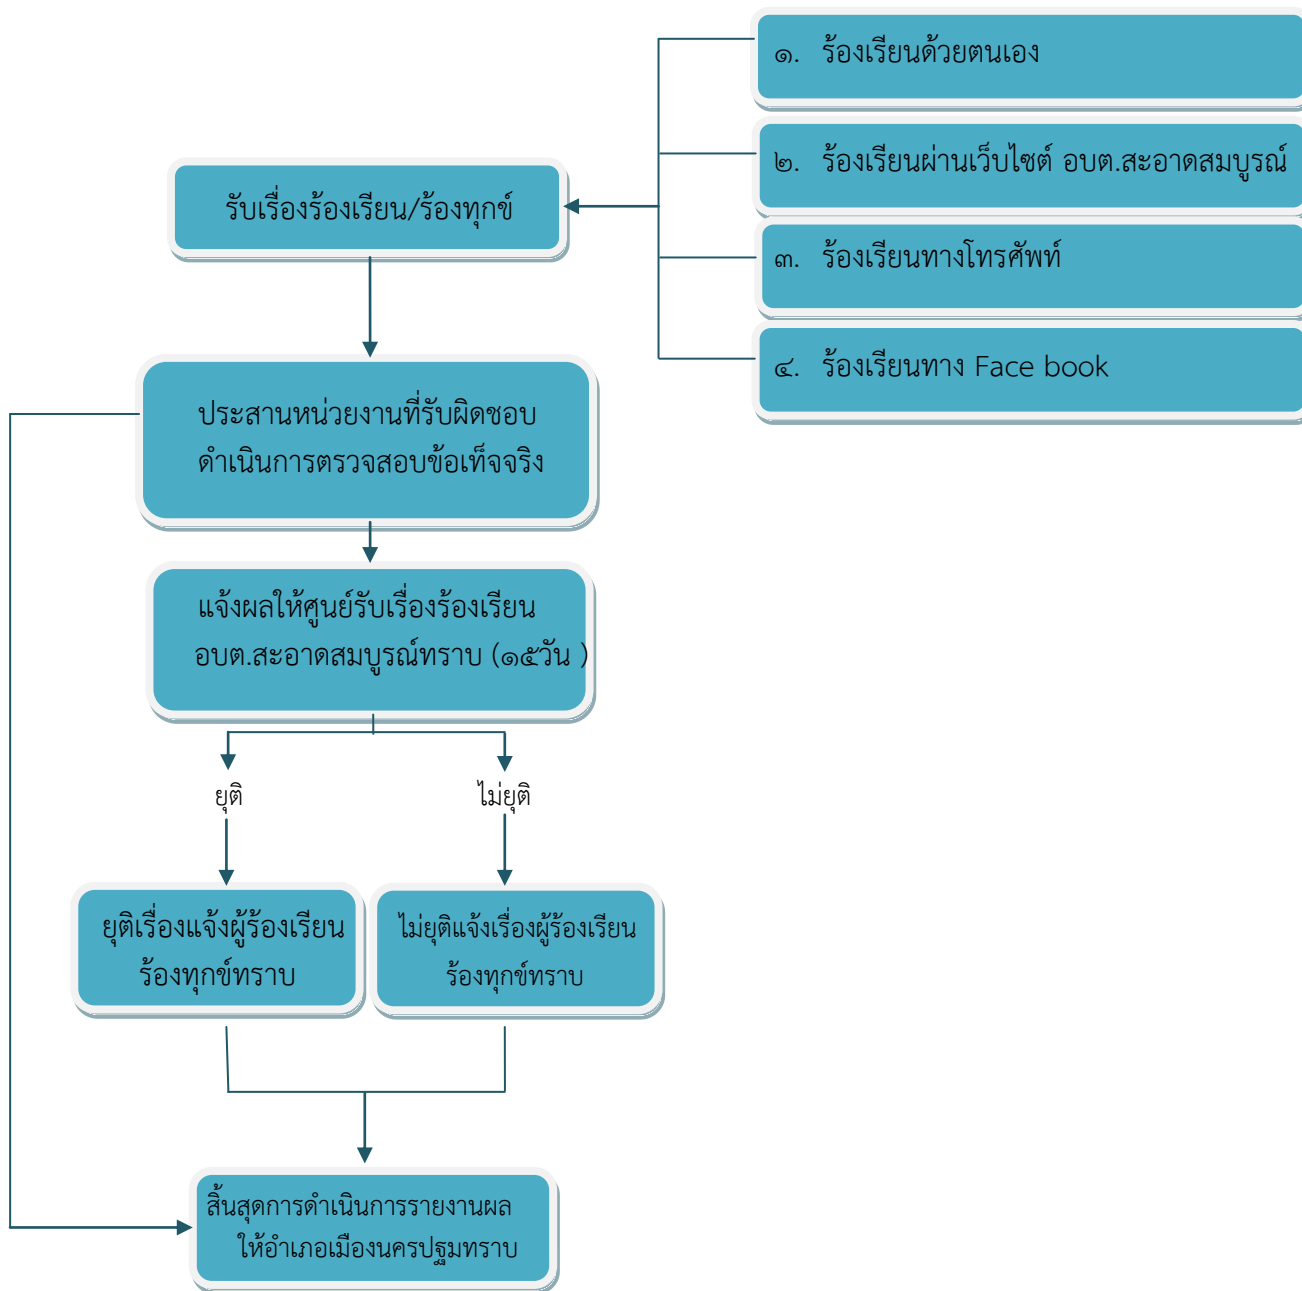 ๑. ร้องเรียนด้วยตนเอง
๒. ร้องเรียนผ่านเว็บไซต์ อบต.สะอาดสมบูรณ์
รับเรื่องร้องเรียน/ร้องทุกข์
๓. ร้องเรียนทางโทรศัพท์
๔. ร้องเรียนทาง Face book
ประสานหน่วยงานที่รับผิดชอบ
ดำเนินการตรวจสอบข้อเท็จจริง
แจ้งผลให้ศูนย์รับเรื่องร้องเรียน
อบต.สะอาดสมบูรณ์ทราบ (๑๕วัน )
ยุติ
ไม่ยุติ
ยุติเรื่องแจ้งผู้ร้องเรียน
ร้องทุกข์ทราบ
ไม่ยุติแจ้งเรื่องผู้ร้องเรียน
ร้องทุกข์ทราบ
สิ้นสุดการดำเนินการรายงานผล
ให้อำเภอเมืองนครปฐมทราบ